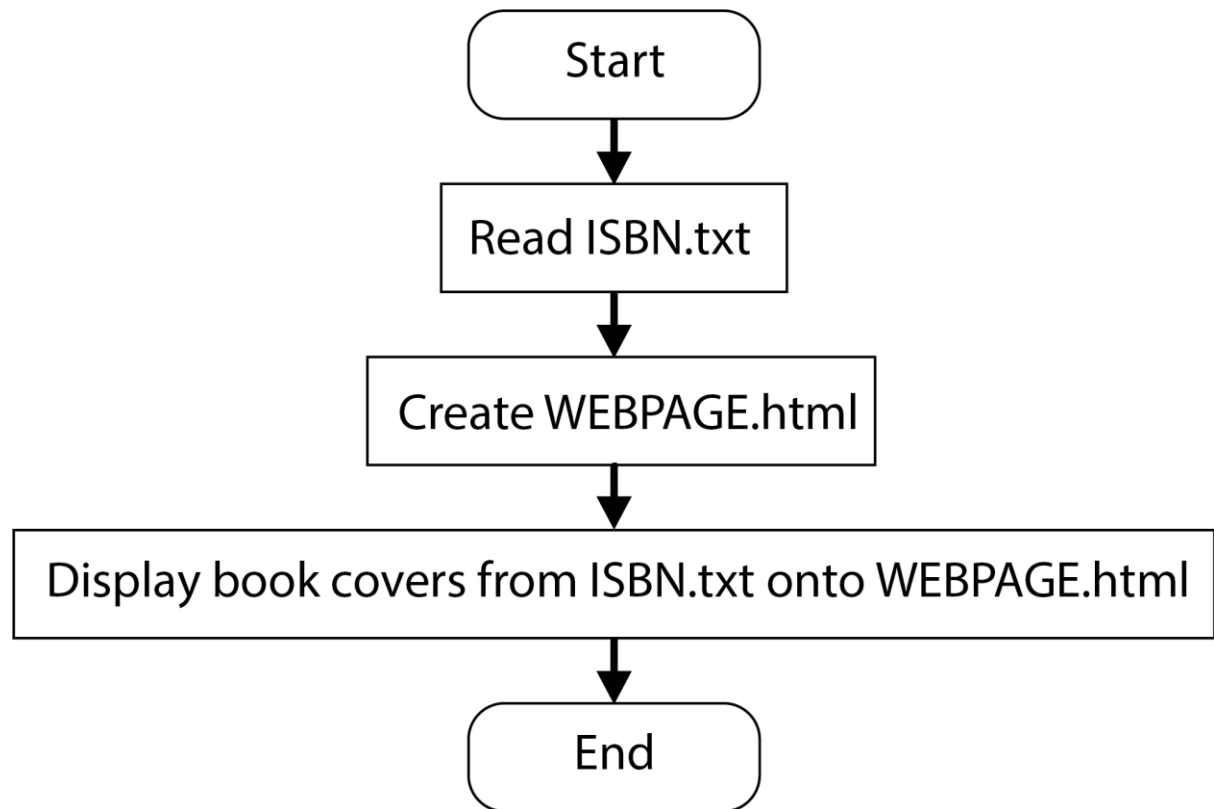 Start
Read ISBN.txt
Create WEBPAGE.html
Display book covers from ISBN.txt onto WEBPAGE.html
End